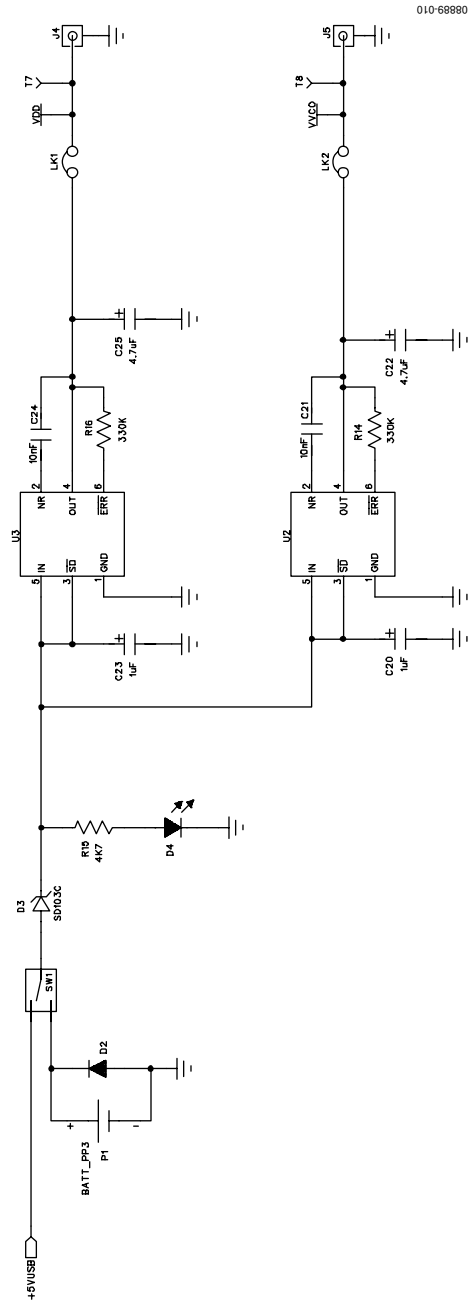 08889-010
+5VUSB
BATT_PP3
P1
+
-
D2
SW1
D3
SD103C
R15
4K7
D4
C23
1uF
+
U3
5
IN
3
SD
1
GND
2
NR
4
OUT
6
ERR
C24
10nF
R16
330K
C25
4.7uF
+
LK1
VDD
T7
J4
C20
1uF
+
U2
5
IN
3
SD
1
GND
2
NR
4
OUT
6
ERR
C21
10nF
R14
330K
C22
4.7uF
+
LK2
VVCO
T8
J5